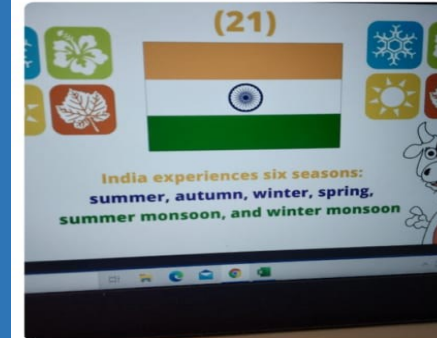 (21)
India experiences six seasons:
summer, autumn, winter, spring,
summer monsoon, and winter monsoon